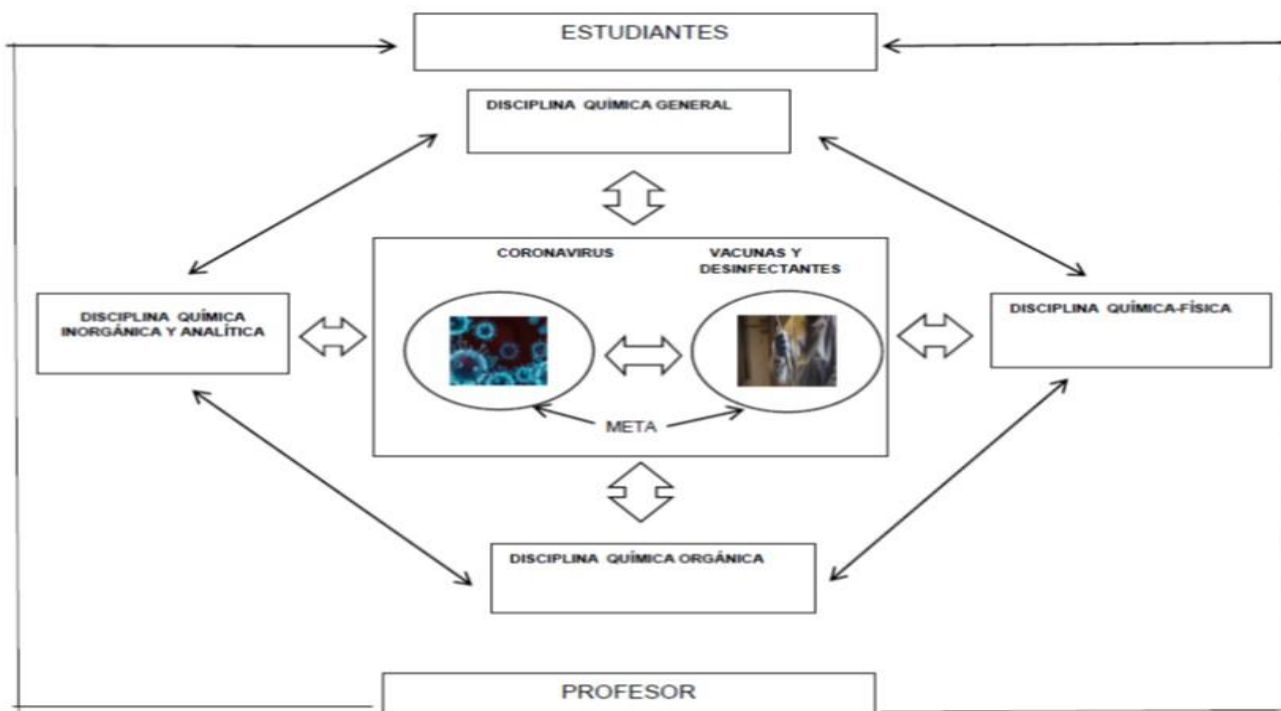 ESTUDIANTES
DISCIPLINA QUÍMICA GENERAL
CORONAVIRUS
VACUNAS Y
DESINFECTANTES
DISCIPLINA QUÍMICA
INORGÁNICA Y ANALÍTICA
DISCIPLINA QUÍMICA-FÍSICA
META
DISCIPLINA QUÍMICA ORGÁNICA
PROFESOR